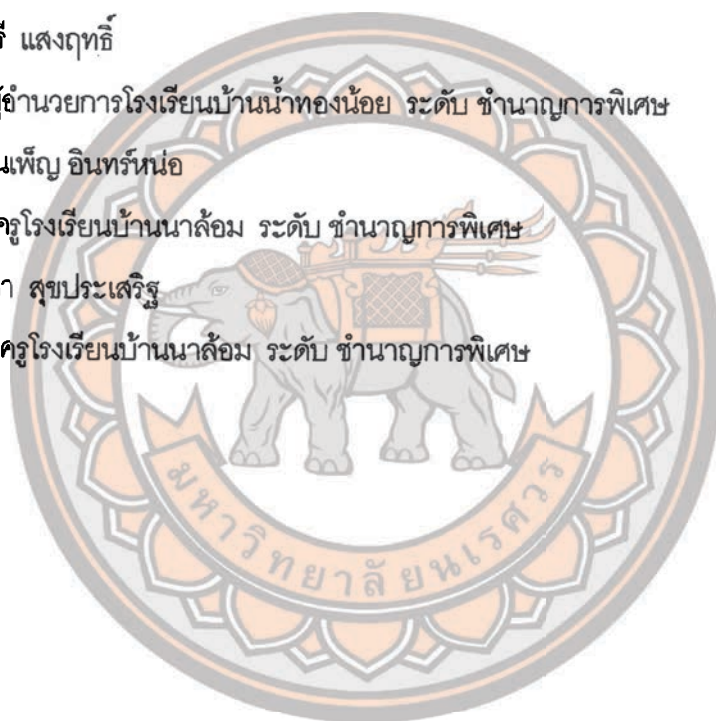 รี แสงฤทธิ์
ผู้อำนวยการโรงเรียนบ้านน้ำทองน้อย ระดับ ชำนาญการพิเศษ
นเพ็ญ อินทร์หน่อ
ครูโรงเรียนบ้านนาล้อม ระดับ ชำนาญการพิเศษ
า สุขประเสริฐ
ครูโรงเรียนบ้านนาล้อม ระดับ ชำนาญการพิเศษ
มหาวิทยาลัยนเรศวร